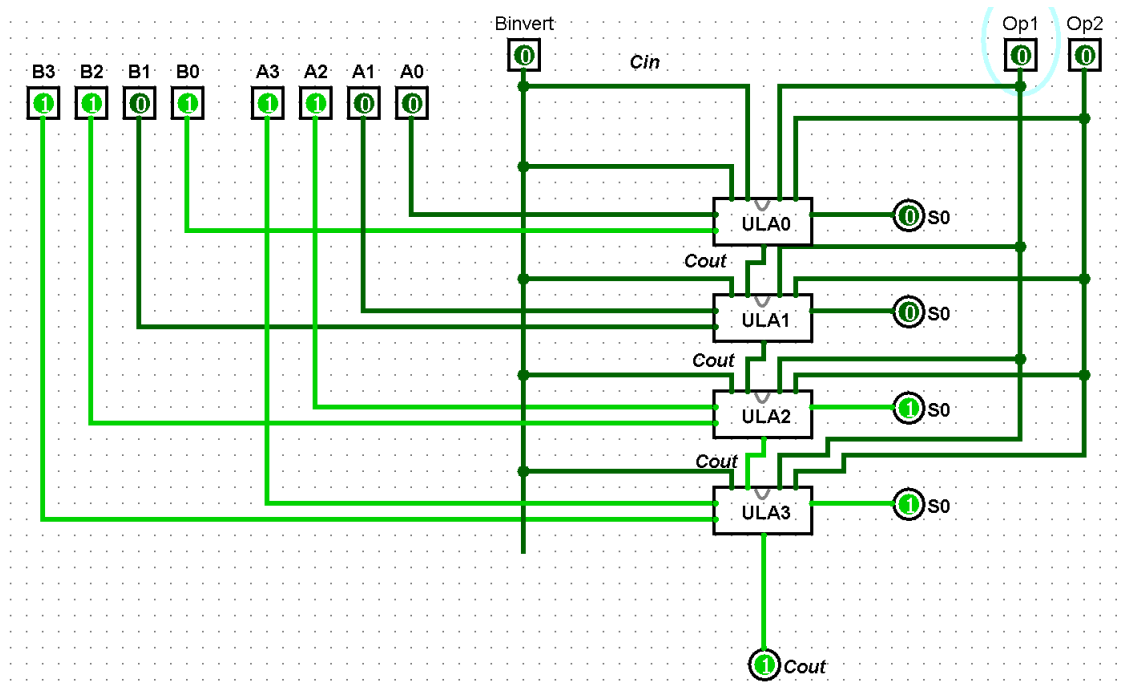 Binvert
Op1 Op2
0 0 0
Cin
B3 B2 B1 B0 A3 A2 A1 A0
1 1 0 1 1 1 0 0
ULA0
0 S0
Cout
ULA1
0 S0
Cout
ULA2
1 S0
Cout
ULA3
1 S0
1 Cout